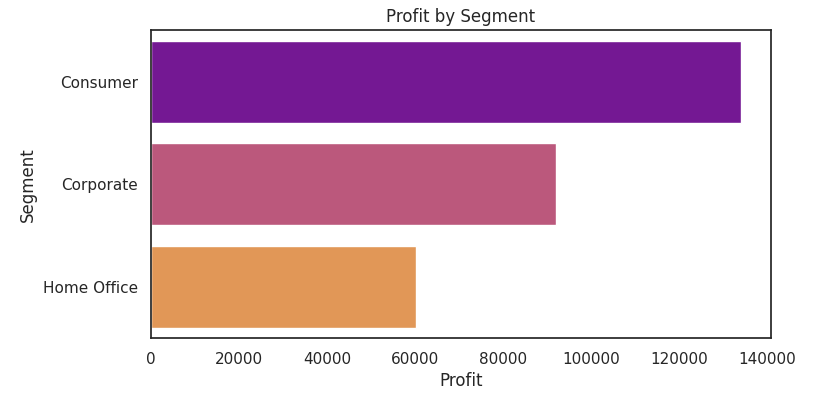 Profit by Segment
Consumer
Corporate
Home Office
Segment
0 20000 40000 60000 80000 100000 120000 140000
Profit